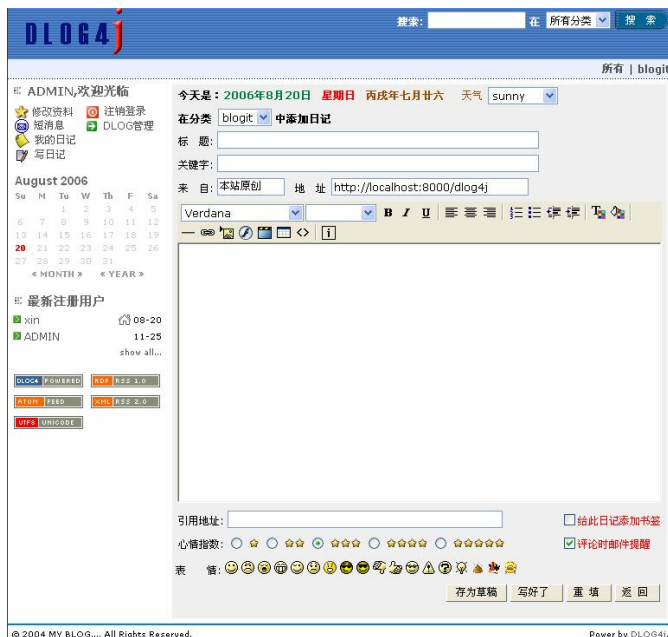 DLOG4j
搜索: 在 所有分类 搜 索
所有 | blogit
ADMIN,欢迎光临
修改资料 注销登录
短消息 DLOG管理
我的日记
写日记
August 2006
Su M Tu W Th F Sa
1 2 3 4 5
6 7 8 9 10 11 12
13 14 15 16 17 18 19
20 21 22 23 24 25 26
27 28 29 30 31
« MONTH » « YEAR »
最新注册用户
xin 08-20
ADMIN 11-25
show all...
DLOG4 POWERED RDF RSS 1.0
ATOM FEED XML RSS 2.0
UTF8 UNICODE
今天是：2006年8月20日 星期日 丙戌年七月廿六 天气 sunny
在分类 blogit 中添加日记
标 题:
关键字:
来 自: 本站原创 地 址 http://localhost:8000/dlog4j
Verdana B I U
引用地址: 给此日记添加书签
心情指数: 评论时邮件提醒
表 情:
存为草稿 写好了 重 填 返 回
© 2004 MY BLOG.... All Rights Reserved. Power by DLOG4j